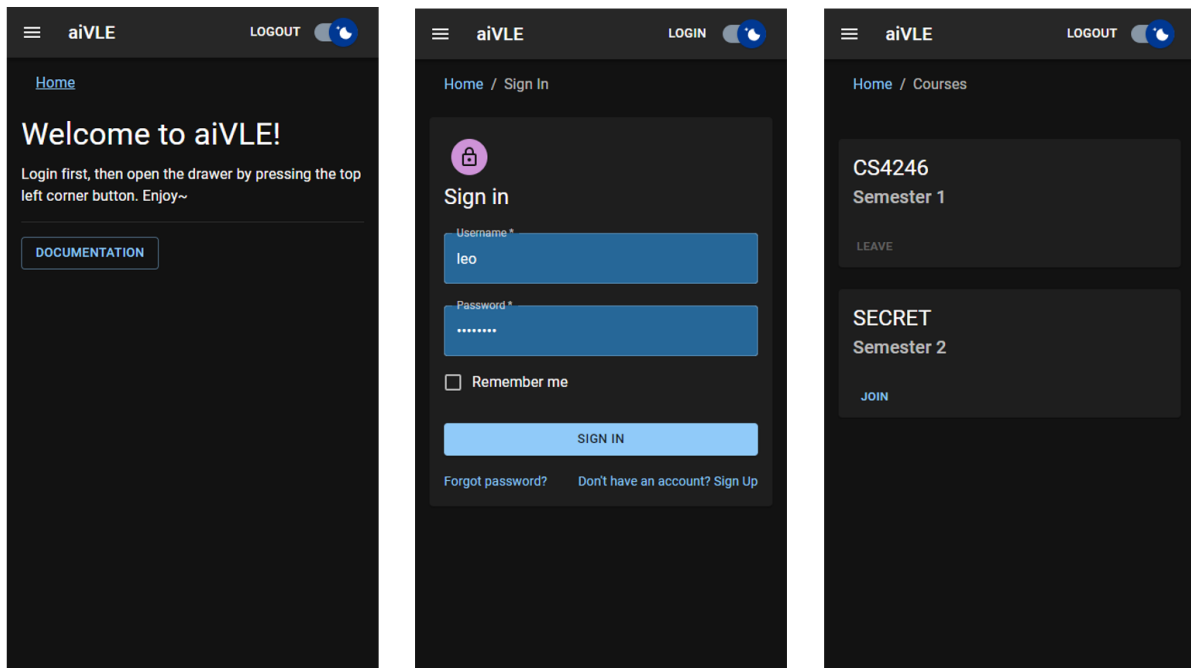 aiVLE LOGOUT
Home
Welcome to aiVLE!
Login first, then open the drawer by pressing the top
left corner button. Enjoy~
DOCUMENTATION
aiVLE LOGIN
Home / Sign In
Sign in
Username *
leo
Password *
••••••••
Remember me
SIGN IN
Forgot password? Don't have an account? Sign Up
aiVLE LOGOUT
Home / Courses
CS4246
Semester 1
LEAVE
SECRET
Semester 2
JOIN